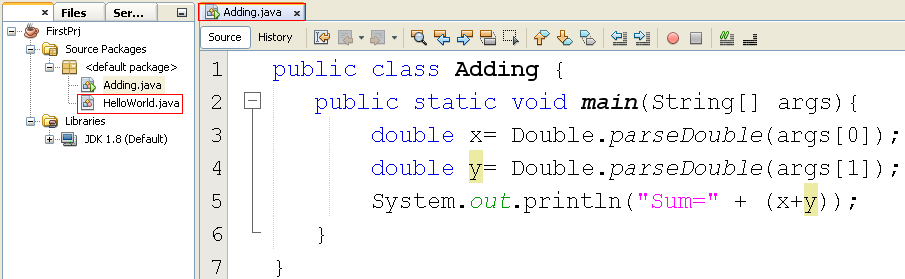 Files Ser...
FirstPrj
Source Packages
<default package>
Adding.java
HelloWorld.java
Libraries
JDK 1.8 (Default)
Adding.java
Source History
1 public class Adding {
2 public static void main(String[] args){
3 double x= Double.parseDouble(args[0]);
4 double y= Double.parseDouble(args[1]);
5 System.out.println("Sum=" + (x+y));
6 }
7 }